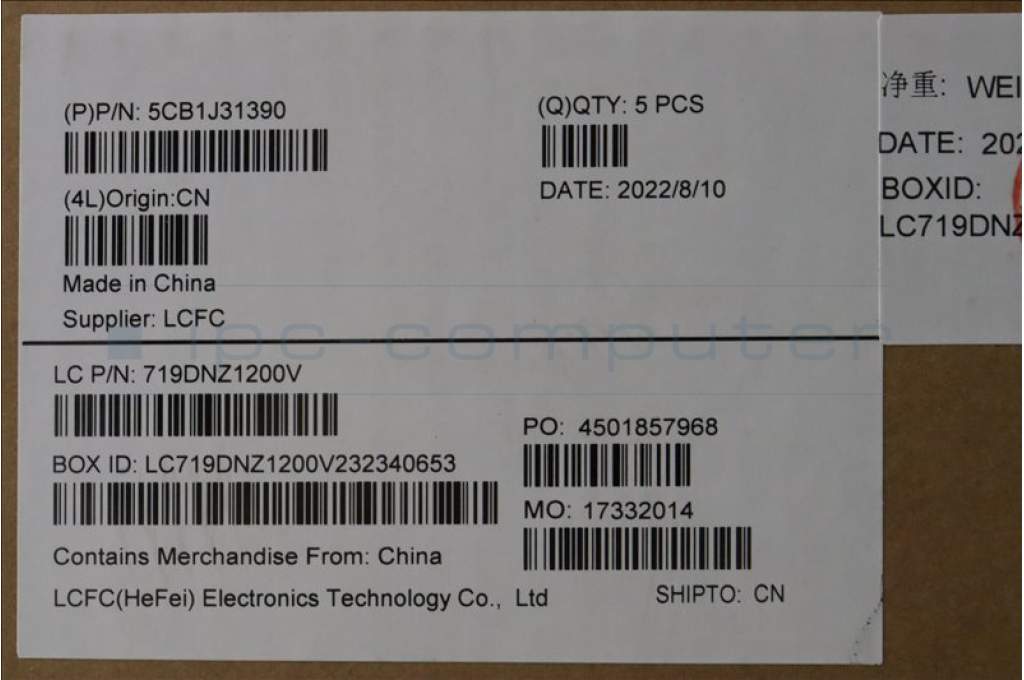 (P)P/N: 5CB1J31390
(Q)QTY: 5 PCS
(4L)Origin:CN
DATE: 2022/8/10
Made in China
Supplier: LCFC
ipc-computer
LC P/N: 719DNZ1200V
PO: 4501857968
BOX ID: LC719DNZ1200V232340653
MO: 17332014
Contains Merchandise From: China
LCFC(HeFei) Electronics Technology Co., Ltd
SHIPTO: CN
净重: WEI
DATE: 202
BOXID:
LC719DNZ